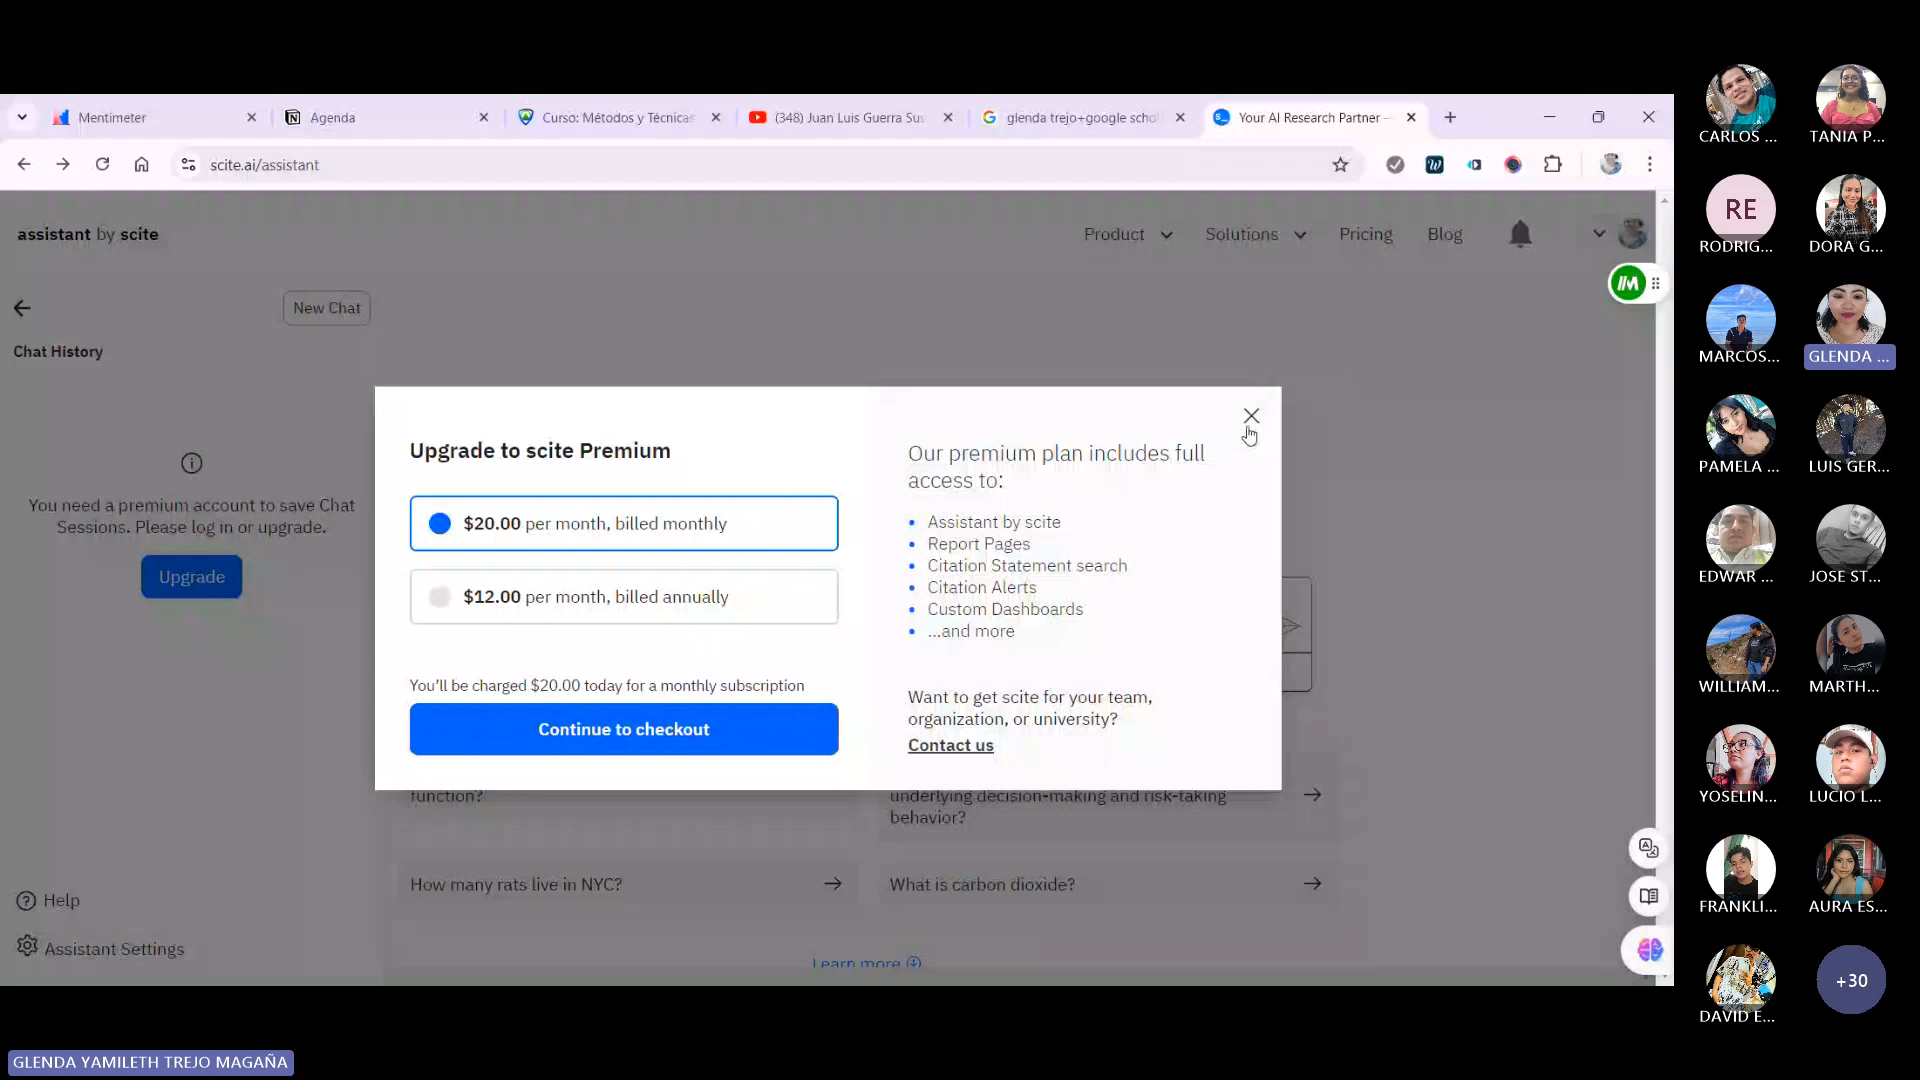 Mentimeter
Agenda
Curso: Métodos y Técnicas
(348) Juan Luis Guerra Sus
glenda trejo+google schol
Your AI Research Partner —
scite.ai/assistant
assistant by scite
Product
Solutions
Pricing
Blog
New Chat
Chat History
You need a premium account to save Chat
Sessions. Please log in or upgrade.
Upgrade
Upgrade to scite Premium
$20.00 per month, billed monthly
$12.00 per month, billed annually
You'll be charged $20.00 today for a monthly subscription
Continue to checkout
Our premium plan includes full
access to:
Assistant by scite
Report Pages
Citation Statement search
Citation Alerts
Custom Dashboards
...and more
Want to get scite for your team,
organization, or university?
Contact us
function?
underlying decision-making and risk-taking
behavior?
How many rats live in NYC?
What is carbon dioxide?
Learn more
Help
Assistant Settings
CARLOS ...
TANIA P...
RE
RODRIG...
DORA G...
MARCOS...
GLENDA ...
PAMELA ...
LUIS GER...
EDWAR ...
JOSE ST...
WILLIAM...
MARTH...
YOSELIN...
LUCIO L...
FRANKLI...
AURA ES...
DAVID E...
+30
GLENDA YAMILETH TREJO MAGAÑA